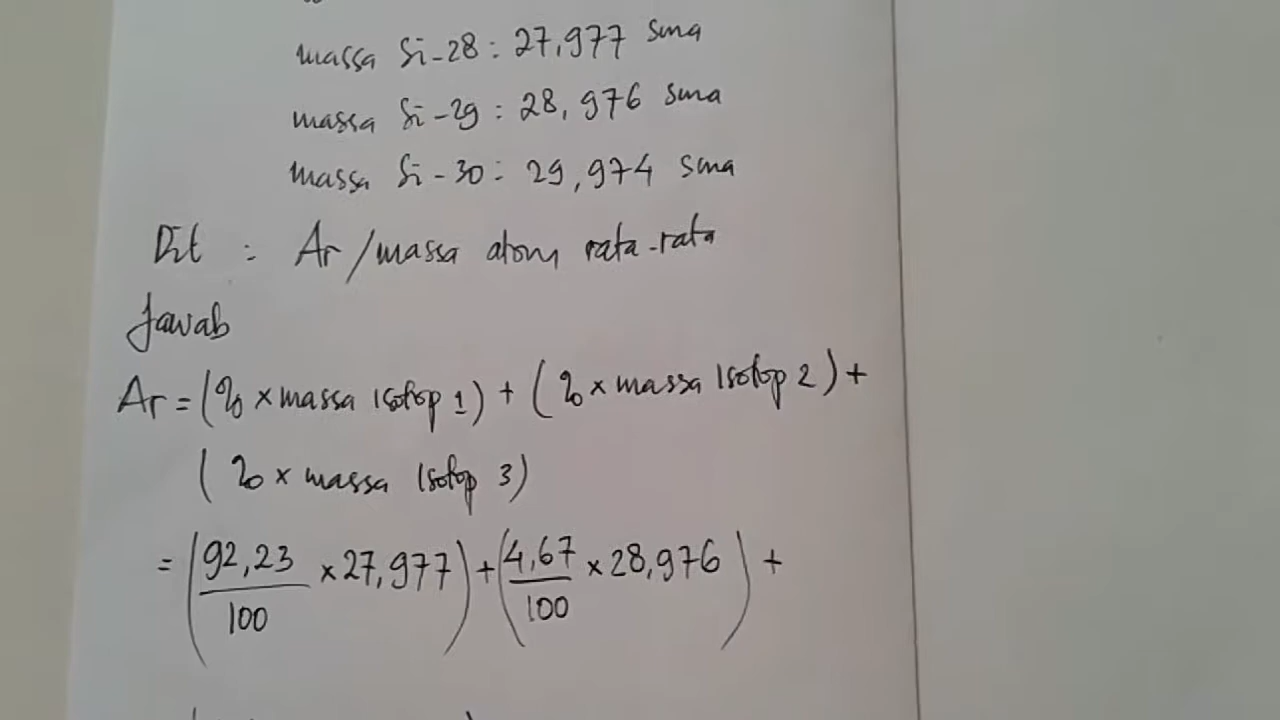 massa Si-28 : 27,977 sma
massa Si-29 : 28,976 sma
massa Si-30 : 29,974 sma
Dit : Ar/massa atom rata-rata
Jawab
Ar = (% × massa Isotop 1) + (% × massa Isotop 2) +
(% × massa Isotop 3)
= (92,23/100 × 27,977) + (4,67/100 × 28,976) +